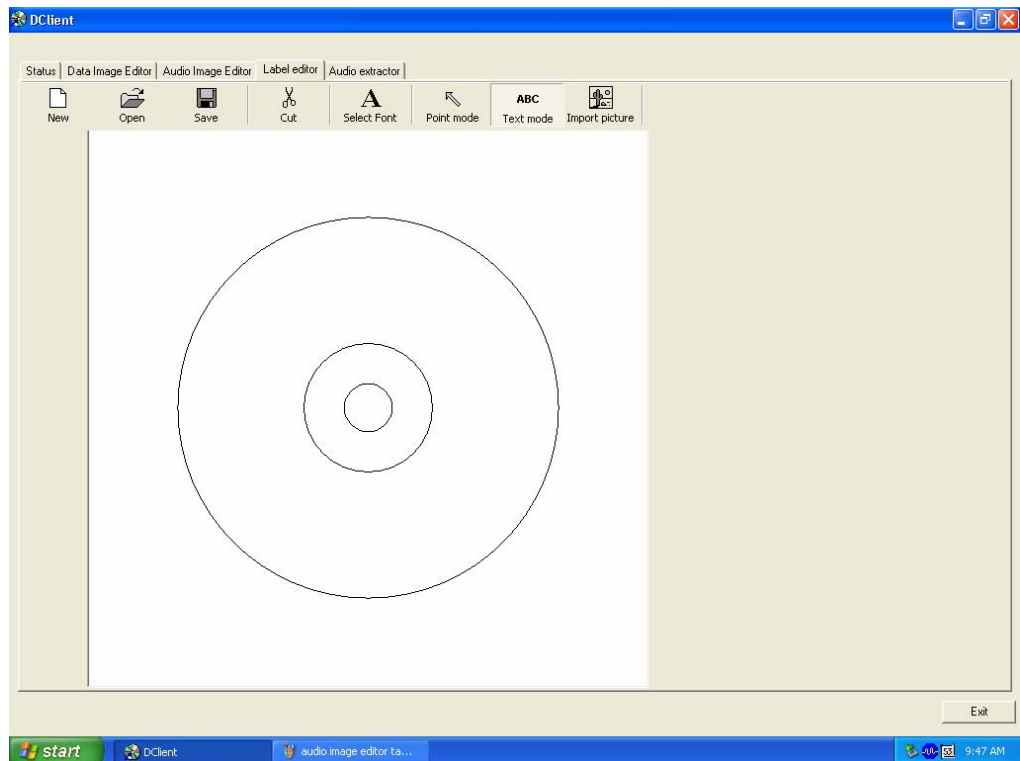 DClient
Status Data Image Editor Audio Image Editor Label editor Audio extractor
New Open Save Cut A Select Font Point mode ABC Text mode Import picture
Exit
start DClient audio image editor ta... 9:47 AM